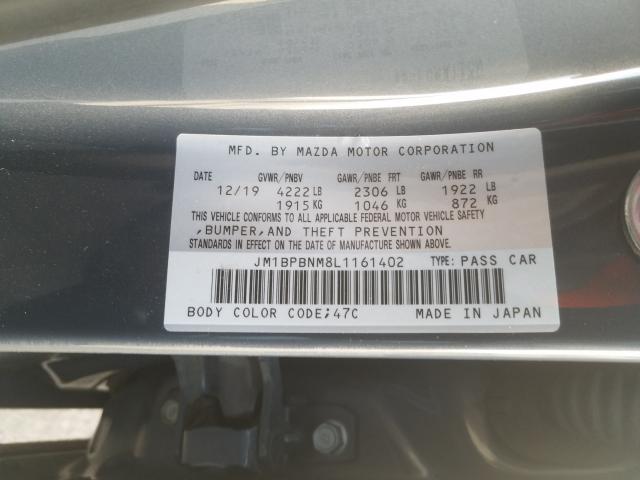 MFD. BY MAZDA MOTOR CORPORATION
DATE GVWR/PNBV GAWR/PNBE FRT GAWR/PNBE RR
12/19 4222 LB 2306 LB 1922 LB
1915 KG 1046 KG 872 KG
THIS VEHICLE CONFORMS TO ALL APPLICABLE FEDERAL MOTOR VEHICLE SAFETY
,BUMPER,AND THEFT PREVENTION
STANDARDS IN EFFECT ON THE DATE OF MANUFACTURE SHOWN ABOVE.
JM1BPBNM8L1161402 TYPE: PASS CAR
BODY COLOR CODE;47C MADE IN JAPAN